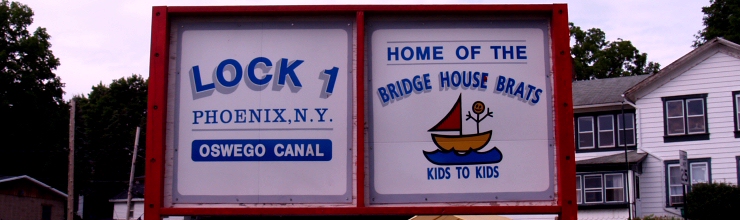 LOCK 1
PHOENIX, N.Y.
OSWEGO CANAL
HOME OF THE
BRIDGE HOUSE BRATS
KIDS TO KIDS